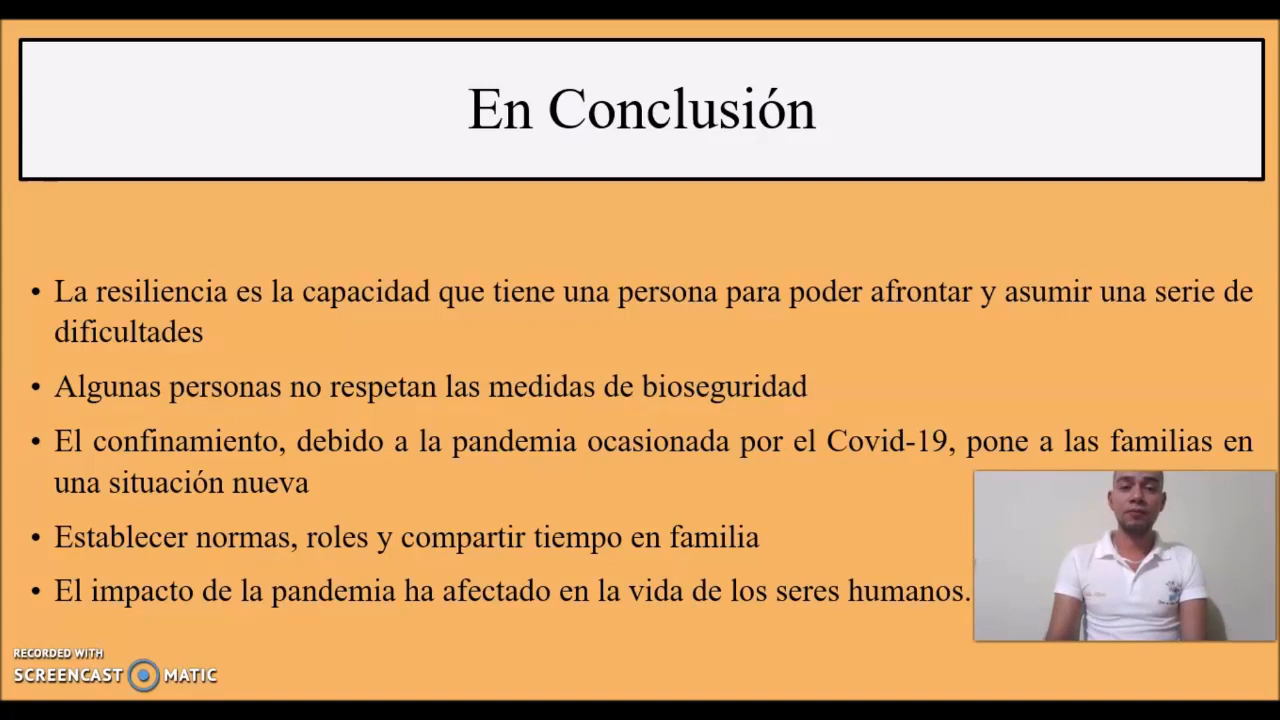 En Conclusión
• La resiliencia es la capacidad que tiene una persona para poder afrontar y asumir una serie de
dificultades
• Algunas personas no respetan las medidas de bioseguridad
• El confinamiento, debido a la pandemia ocasionada por el Covid-19, pone a las familias en
una situación nueva
• Establecer normas, roles y compartir tiempo en familia
• El impacto de la pandemia ha afectado en la vida de los seres humanos.
RECORDED WITH
SCREENCAST MATIC